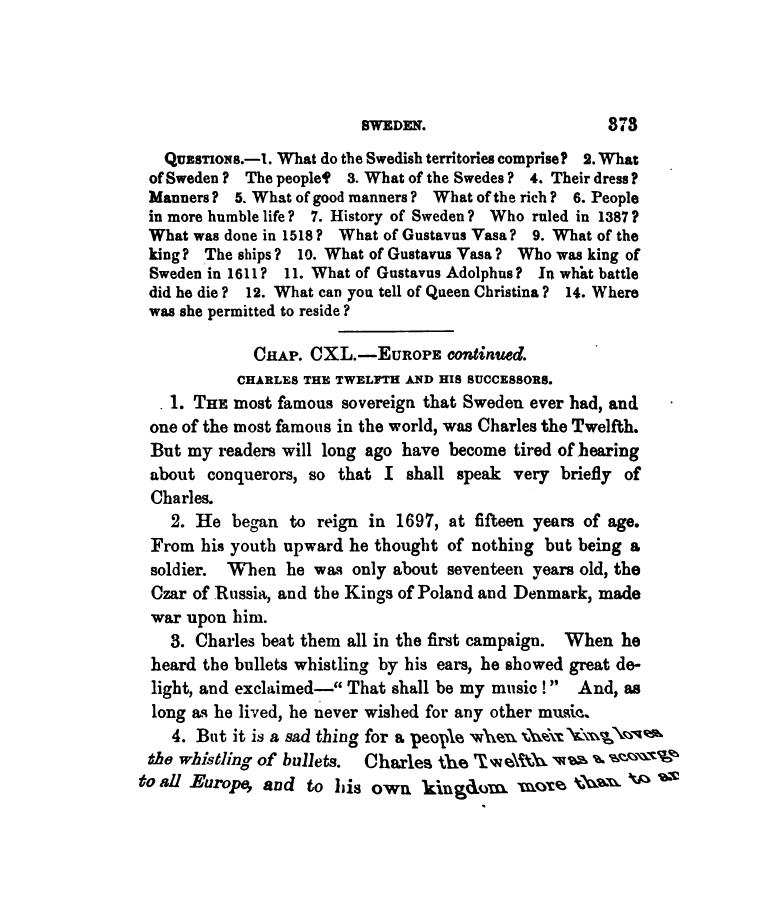 SWEDEN. 373
QUESTIONS.—1. What do the Swedish territories comprise? 2. What
of Sweden? The people? 3. What of the Swedes? 4. Their dress?
Manners? 5. What of good manners? What of the rich? 6. People
in more humble life? 7. History of Sweden? Who ruled in 1387?
What was done in 1518? What of Gustavus Vasa? 9. What of the
king? The ships? 10. What of Gustavus Vasa? Who was king of
Sweden in 1611? 11. What of Gustavus Adolphus? In what battle
did he die? 12. What can you tell of Queen Christina? 14. Where
was she permitted to reside?
CHAP. CXL.—EUROPE continued.
CHARLES THE TWELFTH AND HIS SUCCESSORS.
1. THE most famous sovereign that Sweden ever had, and
one of the most famous in the world, was Charles the Twelfth.
But my readers will long ago have become tired of hearing
about conquerors, so that I shall speak very briefly of
Charles.
2. He began to reign in 1697, at fifteen years of age.
From his youth upward he thought of nothing but being a
soldier. When he was only about seventeen years old, the
Czar of Russia, and the Kings of Poland and Denmark, made
war upon him.
3. Charles beat them all in the first campaign. When he
heard the bullets whistling by his ears, he showed great de-
light, and exclaimed—“That shall be my music!” And, as
long as he lived, he never wished for any other music.
4. But it is a sad thing for a people when their king loves
the whistling of bullets. Charles the Twelfth was a scourge
to all Europe, and to his own kingdom more than to